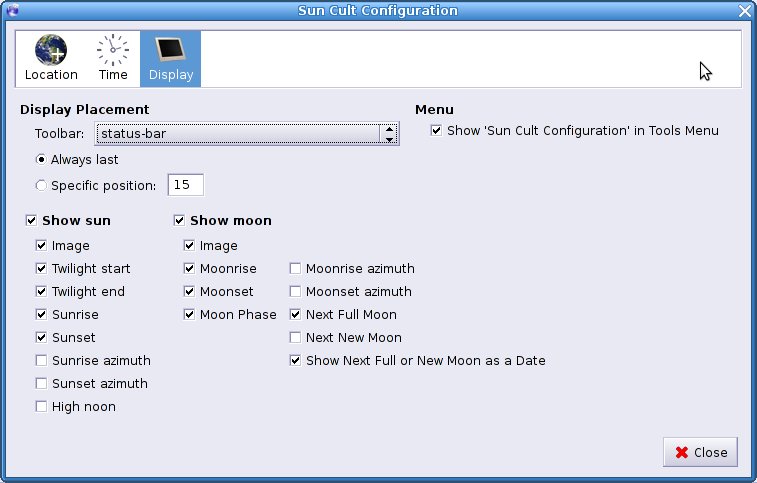 Sun Cult Configuration
Location Time Display
Display Placement
Menu
Toolbar: status-bar
Show 'Sun Cult Configuration' in Tools Menu
Always last
Specific position: 15
Show sun
Show moon
Image
Image
Twilight start
Moonrise
Moonrise azimuth
Twilight end
Moonset
Moonset azimuth
Sunrise
Moon Phase
Next Full Moon
Sunset
Next New Moon
Sunrise azimuth
Show Next Full or New Moon as a Date
Sunset azimuth
High noon
Close